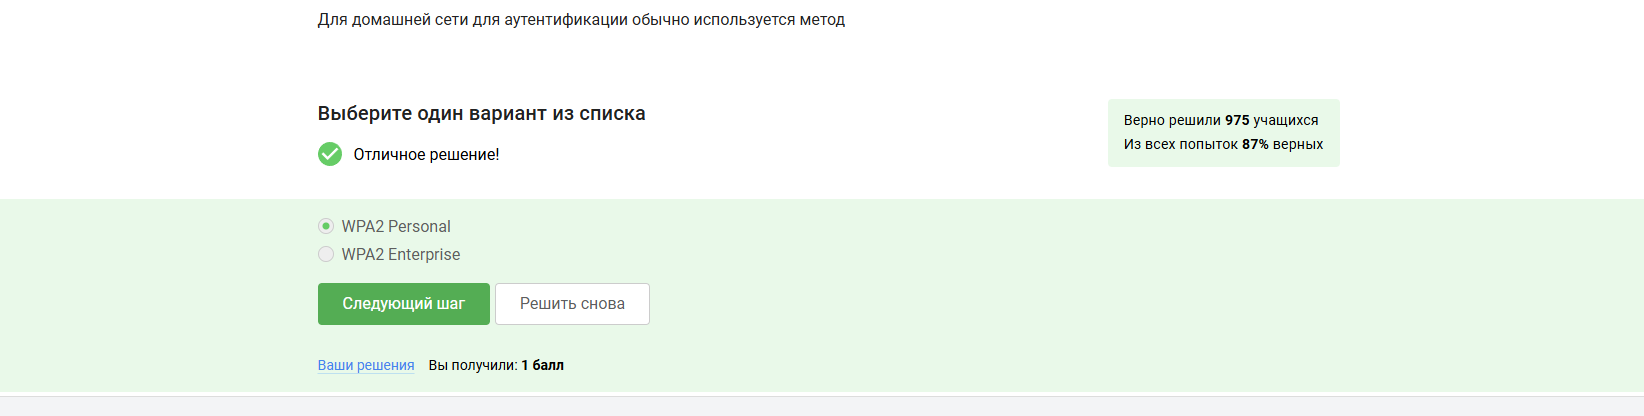 Для домашней сети для аутентификации обычно используется метод
Выберите один вариант из списка
Отличное решение!
Верно решили 975 учащихся
Из всех попыток 87% верных
WPA2 Personal
WPA2 Enterprise
Следующий шаг
Решить снова
Ваши решения Вы получили: 1 балл